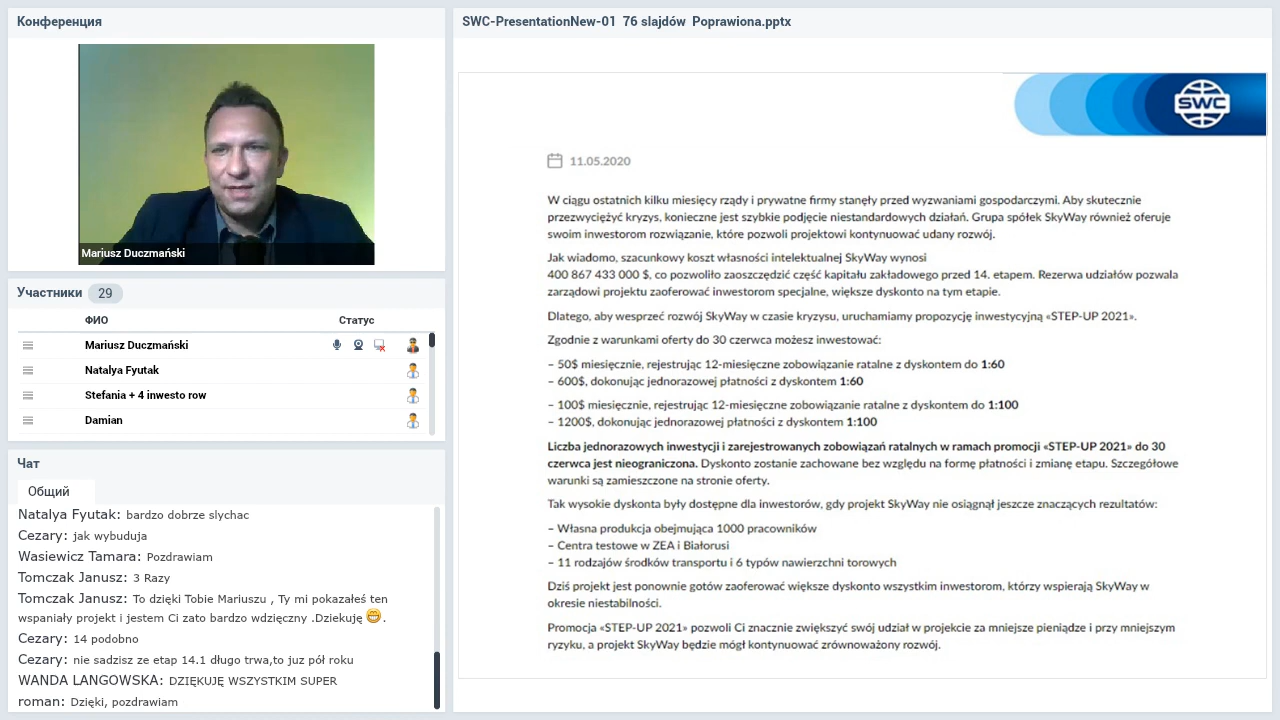 Конференция
Mariusz Duczmański
Участники 29
ФИО Статус
Mariusz Duczmański
Natalya Fyutak
Stefania + 4 inwesto row
Damian
Чат
Общий
Natalya Fyutak: bardzo dobrze slychac
Cezary: jak wybuduja
Wasiewicz Tamara: Pozdrawiam
Tomczak Janusz: 3 Razy
Tomczak Janusz: To dzięki Tobie Mariuszu , Ty mi pokazałeś ten
wspaniały projekt i jestem Ci zato bardzo wdzięczny .Dziekuję 😁.
Cezary: 14 podobno
Cezary: nie sadzisz ze etap 14.1 długo trwa,to juz pół roku
WANDA LANGOWSKA: DZIĘKUJĘ WSZYSTKIM SUPER
roman: Dzięki, pozdrawiam
SWC-PresentationNew-01 76 slajdów Poprawiona.pptx
SWC
11.05.2020
W ciągu ostatnich kilku miesięcy rządy i prywatne firmy stanęły przed wyzwaniami gospodarczymi. Aby skutecznie
przezwyciężyć kryzys, konieczne jest szybkie podjęcie niestandardowych działań. Grupa spółek SkyWay również oferuje
swoim inwestorom rozwiązanie, które pozwoli projektowi kontynuować udany rozwój.
Jak wiadomo, szacunkowy koszt własności intelektualnej SkyWay wynosi
400 867 433 000 $, co pozwoliło zaoszczędzić część kapitału zakładowego przed 14. etapem. Rezerwa udziałów pozwala
zarządowi projektu zaoferować inwestorom specjalne, większe dyskonto na tym etapie.
Dlatego, aby wesprzeć rozwój SkyWay w czasie kryzysu, uruchamiamy propozycję inwestycyjną «STEP-UP 2021».
Zgodnie z warunkami oferty do 30 czerwca możesz inwestować:
– 50$ miesięcznie, rejestrując 12-miesięczne zobowiązanie ratalne z dyskontem do 1:60
– 600$, dokonując jednorazowej płatności z dyskontem 1:60
– 100$ miesięcznie, rejestrując 12-miesięczne zobowiązanie ratalne z dyskontem do 1:100
– 1200$, dokonując jednorazowej płatności z dyskontem 1:100
Liczba jednorazowych inwestycji i zarejestrowanych zobowiązań ratalnych w ramach promocji «STEP-UP 2021» do 30
czerwca jest nieograniczona. Dyskonto zostanie zachowane bez względu na formę płatności i zmianę etapu. Szczegółowe
warunki są zamieszczone na stronie oferty.
Tak wysokie dyskonta były dostępne dla inwestorów, gdy projekt SkyWay nie osiągnął jeszcze znaczących rezultatów:
– Własna produkcja obejmująca 1000 pracowników
– Centra testowe w ZEA i Białorusi
– 11 rodzajów środków transportu i 6 typów nawierzchni torowych
Dziś projekt jest ponownie gotów zaoferować większe dyskonto wszystkim inwestorom, którzy wspierają SkyWay w
okresie niestabilności.
Promocja «STEP-UP 2021» pozwoli Ci znacznie zwiększyć swój udział w projekcie za mniejsze pieniądze i przy mniejszym
ryzyku, a projekt SkyWay będzie mógł kontynuować zrównoważony rozwój.